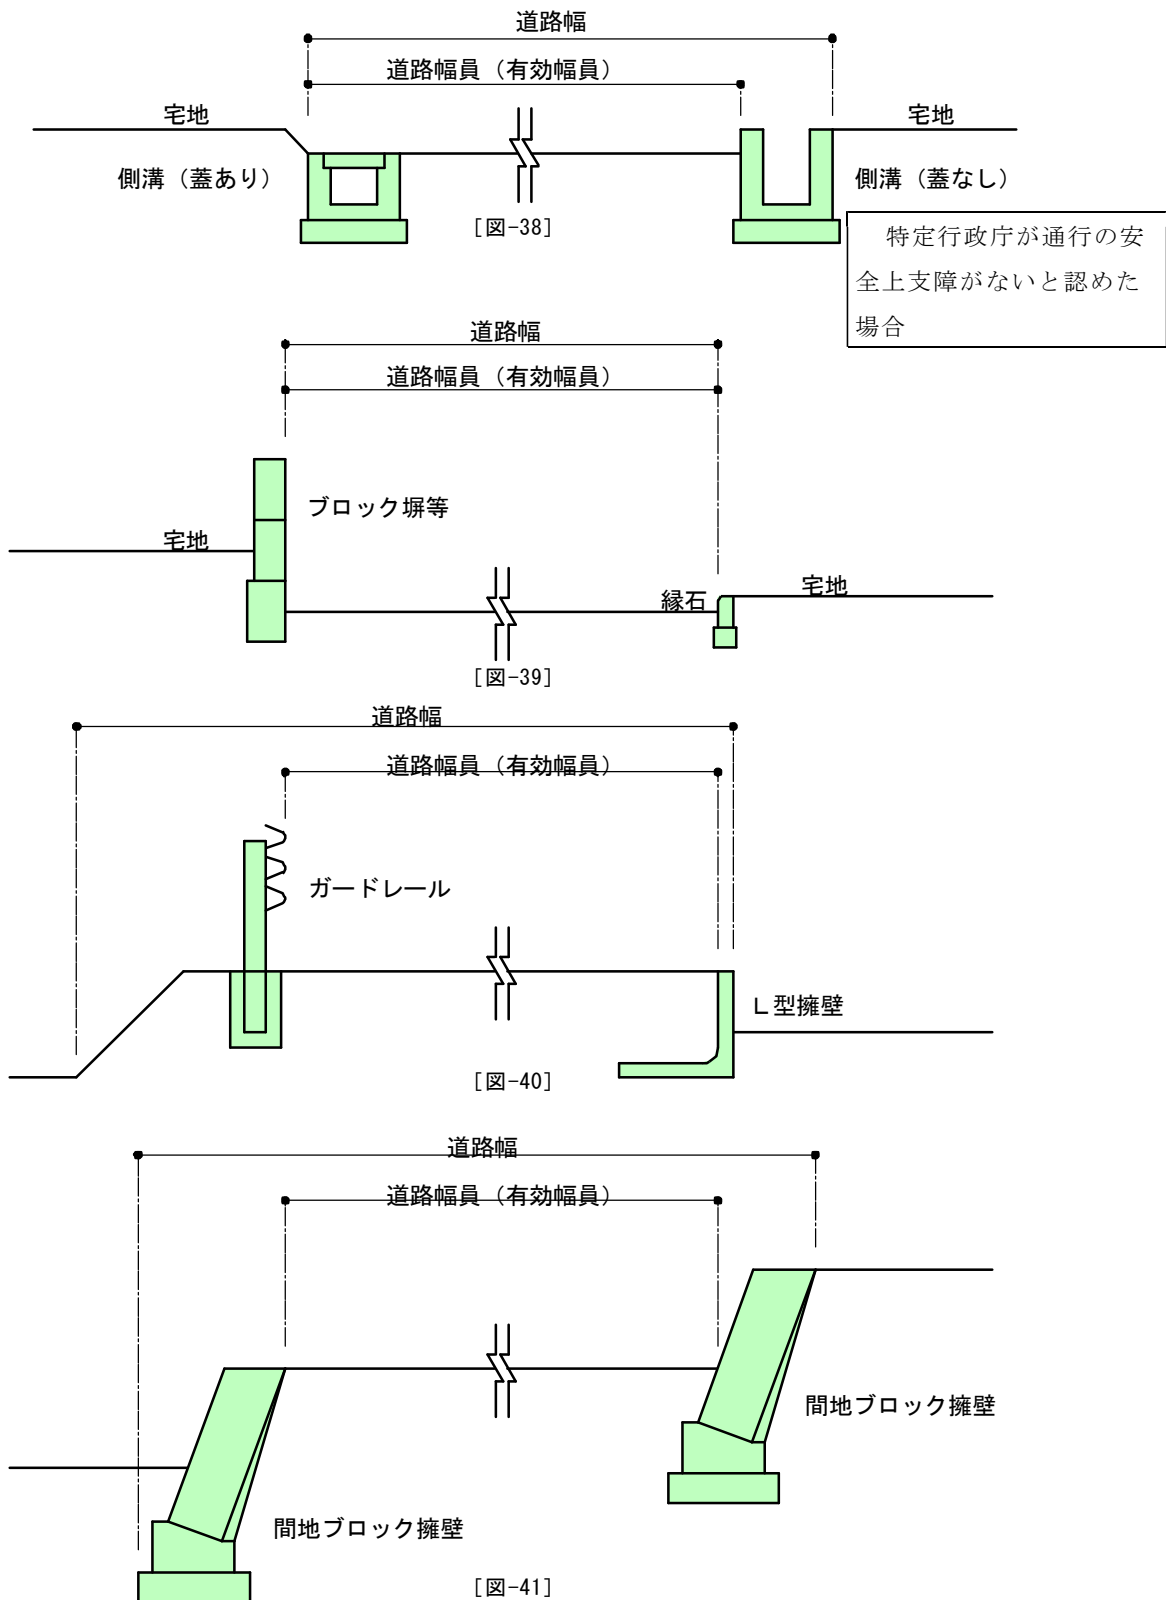 道路幅
道路幅員（有効幅員）
宅地
宅地
側溝（蓋あり）
側溝（蓋なし）
[図-38]
特定行政庁が通行の安
全上支障がないと認めた
場合
道路幅
道路幅員（有効幅員）
ブロック塀等
宅地
縁石
宅地
[図-39]
道路幅
道路幅員（有効幅員）
ガードレール
Ｌ型擁壁
[図-40]
道路幅
道路幅員（有効幅員）
間地ブロック擁壁
間地ブロック擁壁
[図-41]